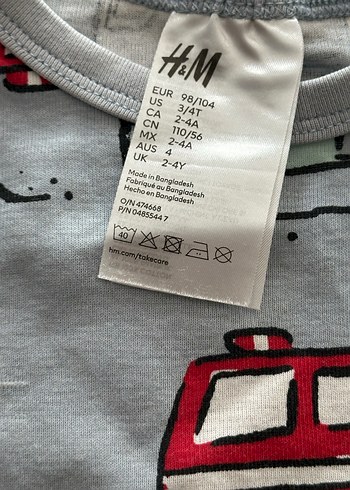 H&M
EUR 98/104
US 3/4T
CA 2-4A
CN 110/56
MX 2-4A
AUS 4
UK 2-4Y
Made in Bangladesh
Fabriqué au Bangladesh
Hecho en Bangladesh
O/N 474668
P/N 04855447
40
hm.com/takecare